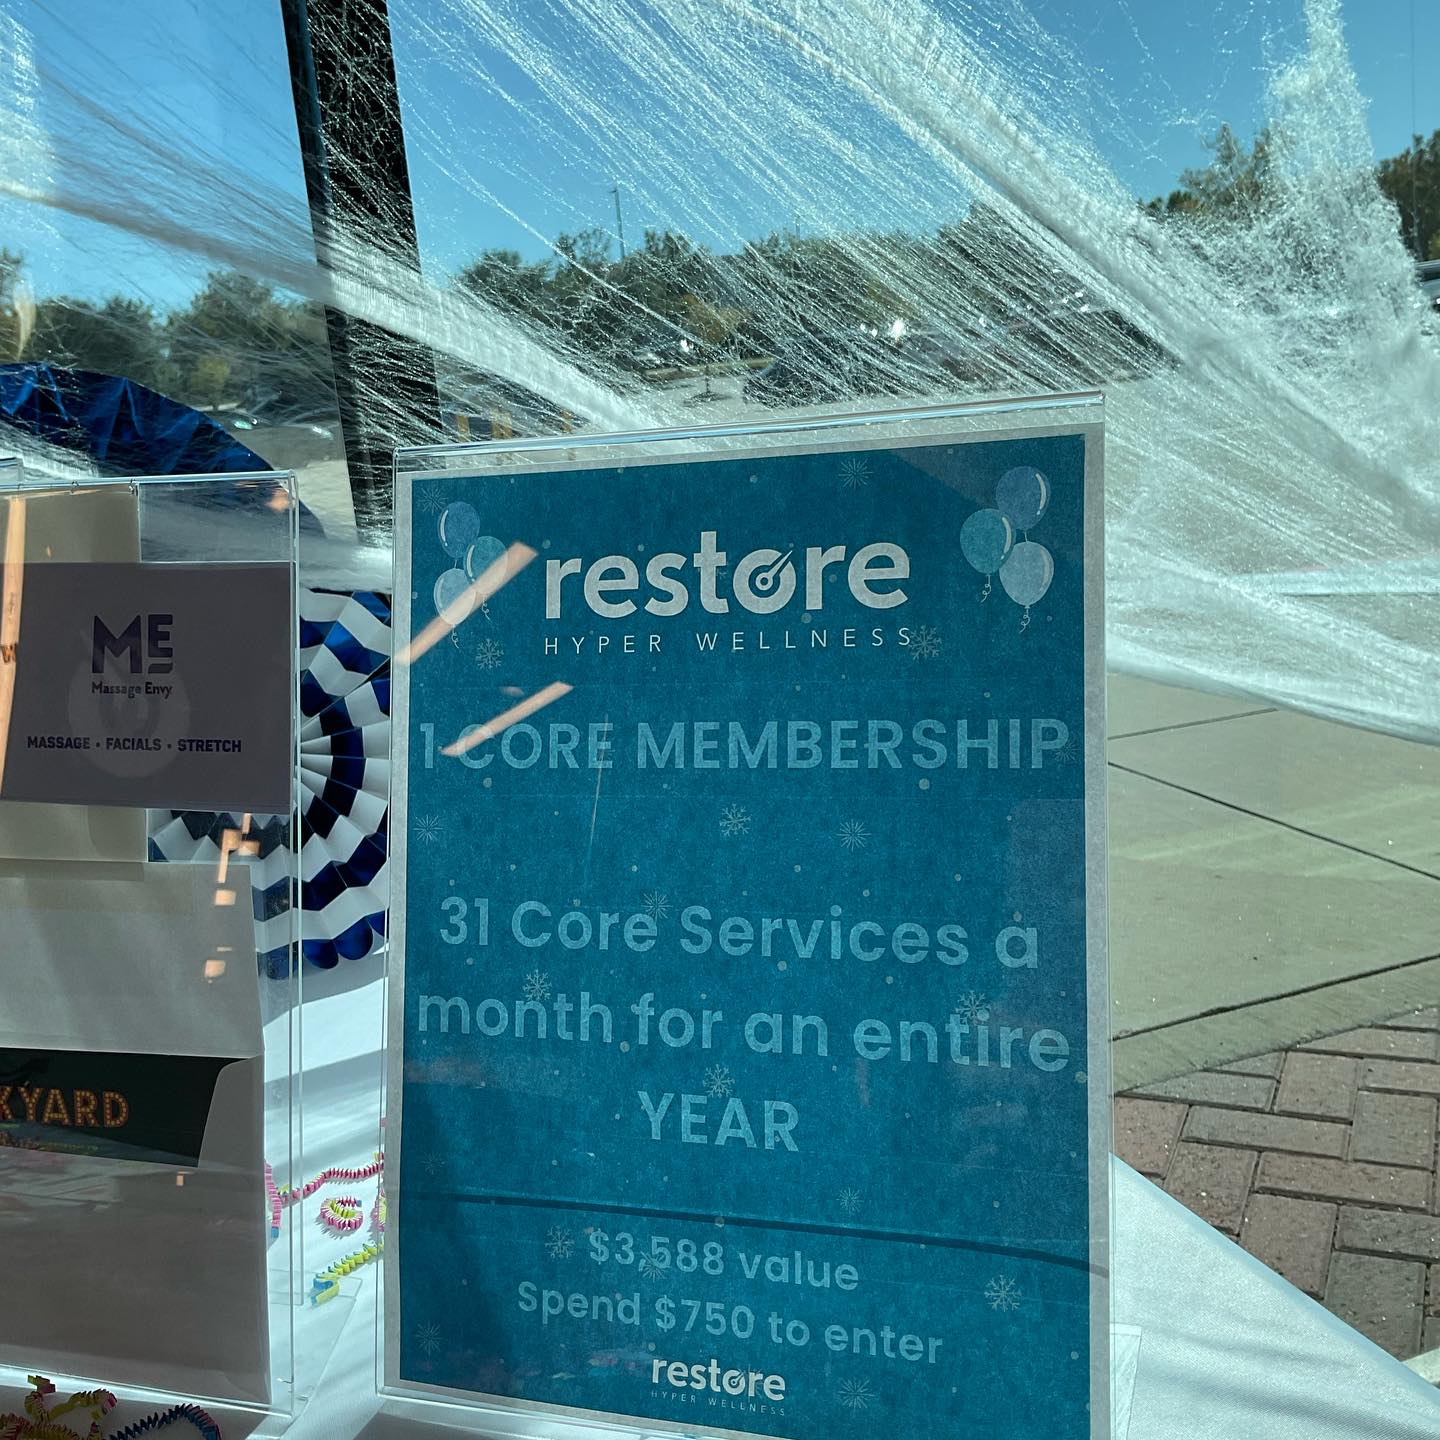 restore
HYPER WELLNESS
1 CORE MEMBERSHIP
31 Core Services a
month for an entire
YEAR
$3,588 value
Spend $750 to enter
restore
HYPER WELLNESS
ME
Massage Envy
MASSAGE • FACIALS • STRETCH
KYARD